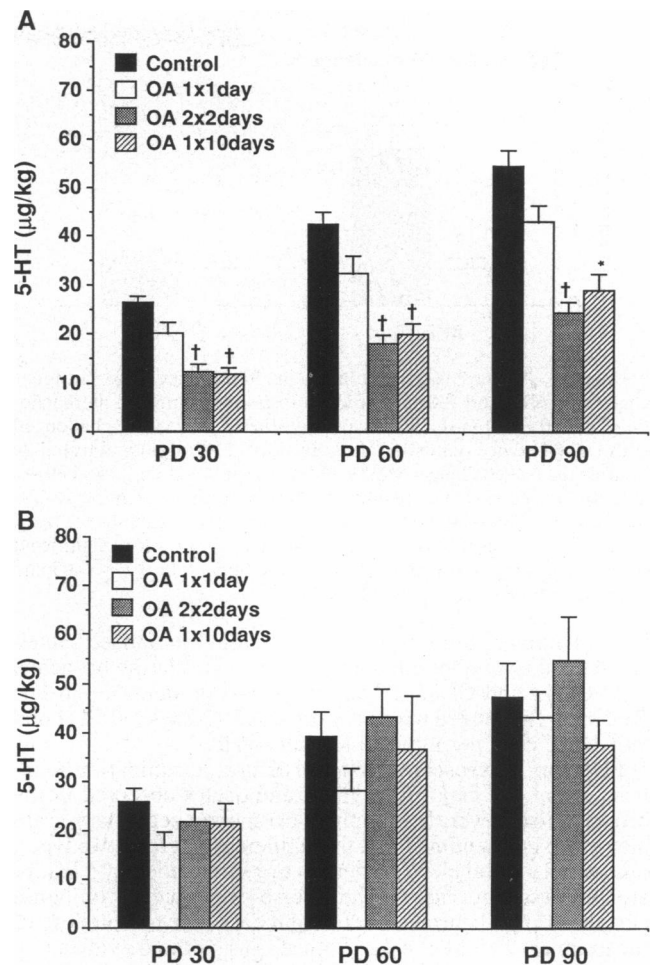 A
80
70
60
50
40
30
20
10
0
5-HT (μg/kg)
Control
OA 1x1day
OA 2x2days
OA 1x10days
† †
† †
† *
PD 30 PD 60 PD 90
B
80
70
60
50
40
30
20
10
0
5-HT (μg/kg)
Control
OA 1x1day
OA 2x2days
OA 1x10days
PD 30 PD 60 PD 90